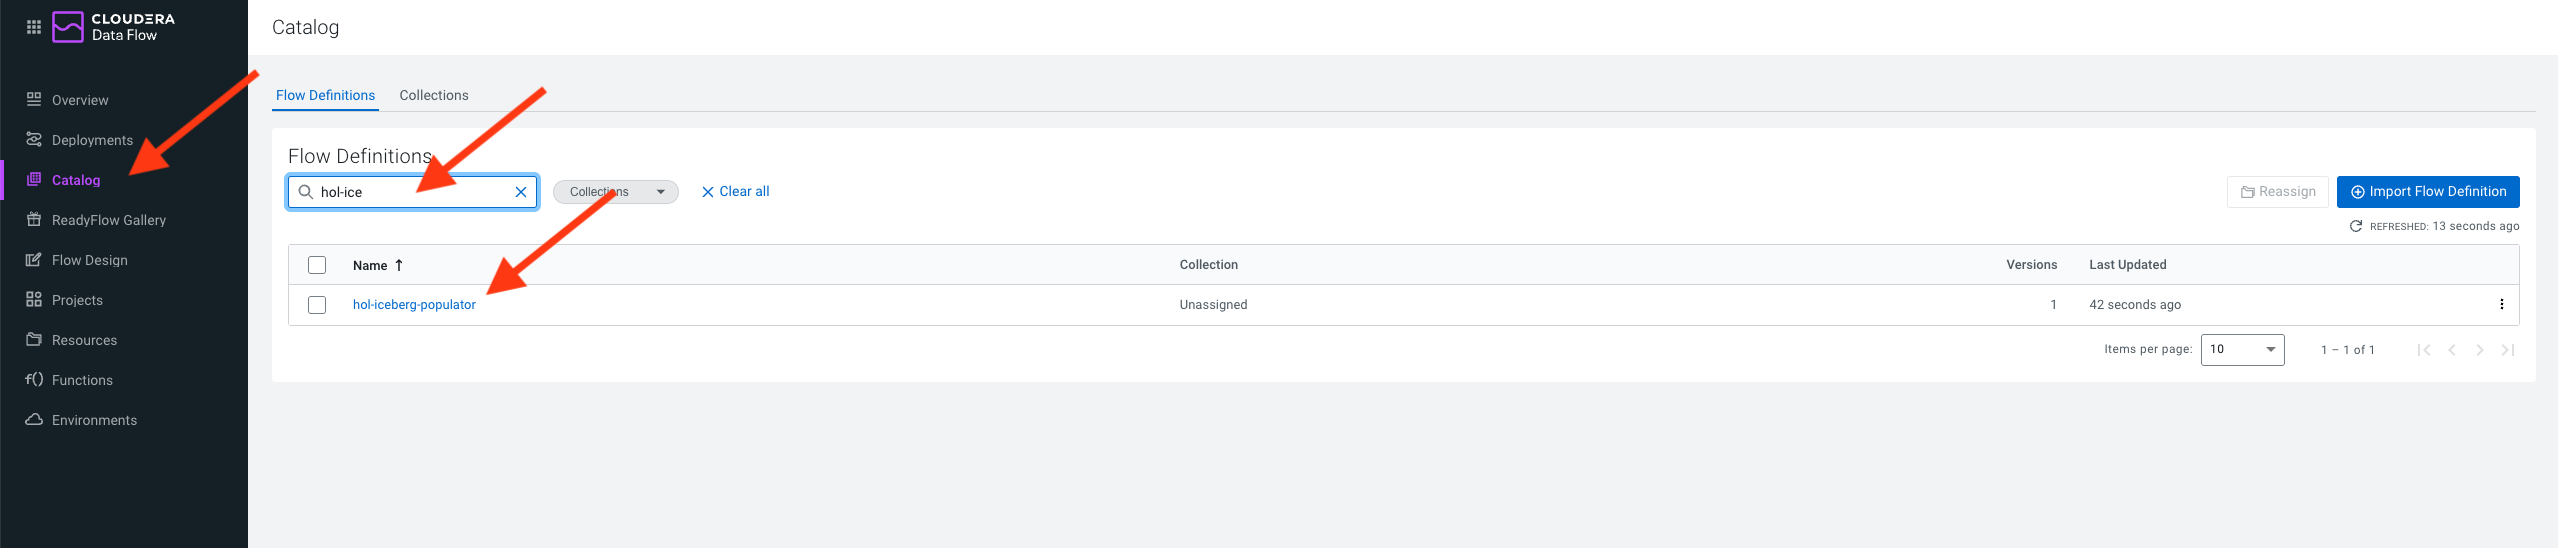 CLOUDERA
Data Flow
Overview
Deployments
Catalog
ReadyFlow Gallery
Flow Design
Projects
Resources
f() Functions
Environments
Catalog
Flow Definitions Collections
Flow Definitions
hol-ice Collections Clear all Reassign Import Flow Definition
REFRESHED: 13 seconds ago
Name Collection Versions Last Updated
hol-iceberg-populator Unassigned 1 42 seconds ago
Items per page: 10 1 – 1 of 1